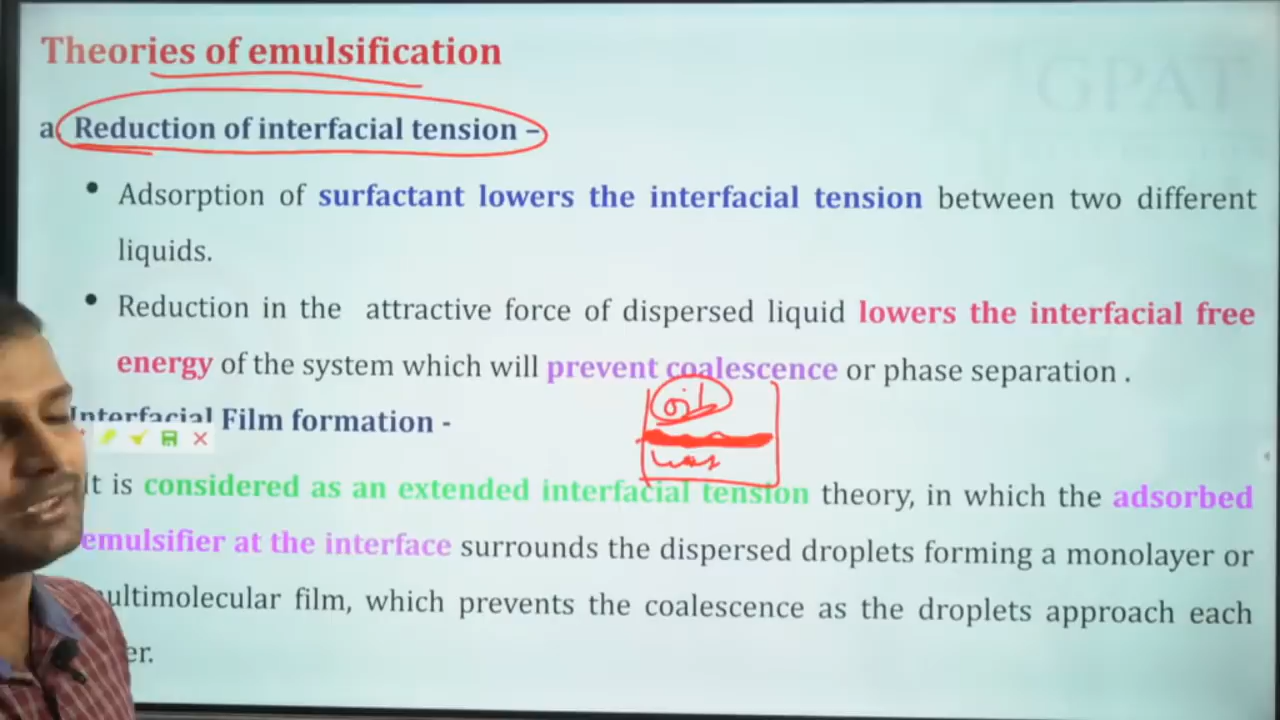 GPAT
Theories of emulsification
a. Reduction of interfacial tension –
• Adsorption of surfactant lowers the interfacial tension between two different
liquids.
• Reduction in the attractive force of dispersed liquid lowers the interfacial free
energy of the system which will prevent coalescence or phase separation .
Interfacial Film formation -
oil
It is considered as an extended interfacial tension theory, in which the adsorbed
emulsifier at the interface surrounds the dispersed droplets forming a monolayer or
ultimolecular film, which prevents the coalescence as the droplets approach each
er.